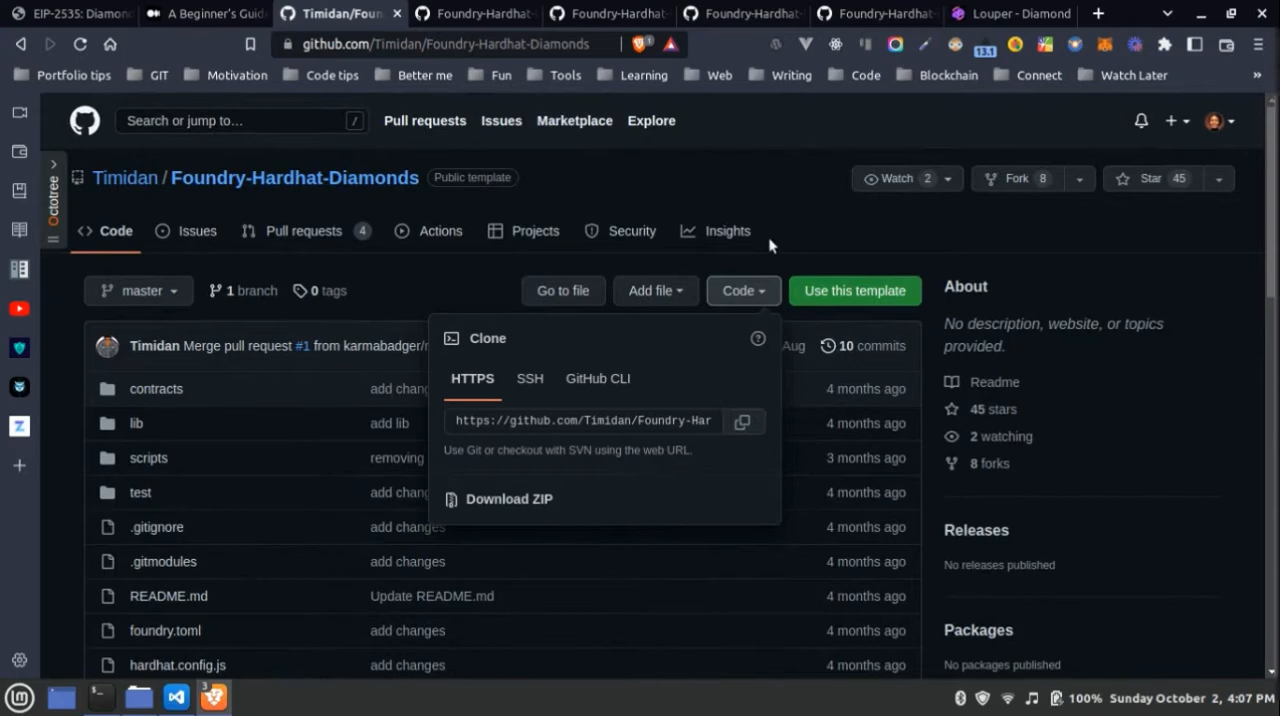 EIP-2535: Diamon
A Beginner's Guid
Timidan/Foun
Foundry-Hardhat-
Foundry-Hardhat-
Foundry-Hardhat-
Foundry-Hardhat-
Louper - Diamond
github.com/Timidan/Foundry-Hardhat-Diamonds
1
13.1
Portfolio tips
GIT
Motivation
Code tips
Better me
Fun
Tools
Learning
Web
Writing
Code
Blockchain
Connect
Watch Later
»
Search or jump to…
/
Pull requests
Issues
Marketplace
Explore
Octotree
Timidan / Foundry-Hardhat-Diamonds
Public template
Watch 2
Fork 8
Star 45
Code
Issues
Pull requests 4
Actions
Projects
Security
Insights
master
1 branch
0 tags
Go to file
Add file
Code
Use this template
About
No description, website, or topics
provided.
Readme
45 stars
2 watching
8 forks
Releases
No releases published
Packages
No packages published
Clone
HTTPS
SSH
GitHub CLI
https://github.com/Timidan/Foundry-Har
Use Git or checkout with SVN using the web URL.
Download ZIP
Timidan Merge pull request #1 from karmabadger/r
Aug
10 commits
contracts
add chang
4 months ago
lib
add lib
4 months ago
scripts
removing
3 months ago
test
add chang
4 months ago
.gitignore
add changes
4 months ago
.gitmodules
add changes
4 months ago
README.md
Update README.md
4 months ago
foundry.toml
add changes
4 months ago
hardhat.config.js
add changes
4 months ago
3
100%
Sunday October 2, 4:07 PM